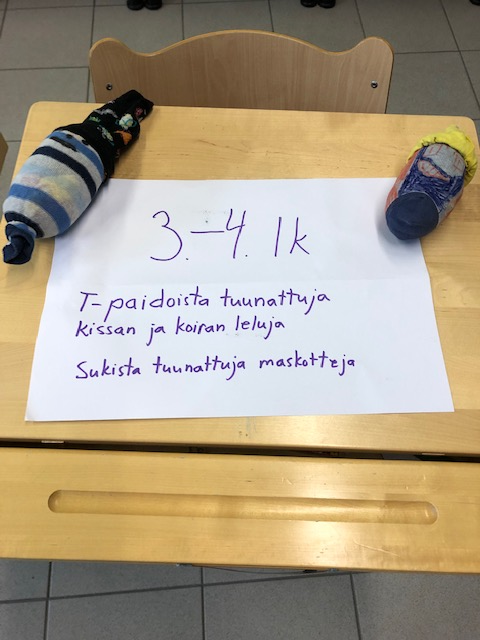 3.-4. lk
T-paidoista tuunattuja
kissan ja koiran leluja
Sukista tuunattuja maskotteja